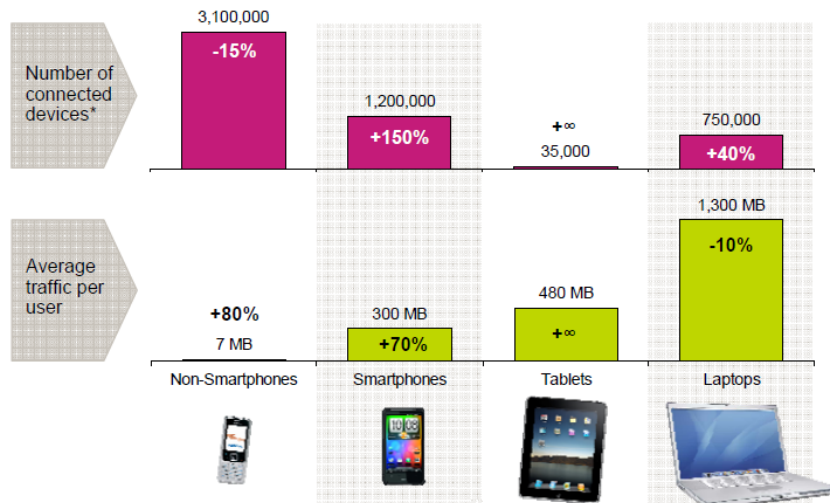 Number of
connected
devices*
3,100,000
-15%
1,200,000
+150%
+∞
35,000
750,000
+40%
Average
traffic per
user
+80%
7 MB
300 MB
+70%
480 MB
+∞
1,300 MB
-10%
Non-Smartphones
Smartphones
Tablets
Laptops